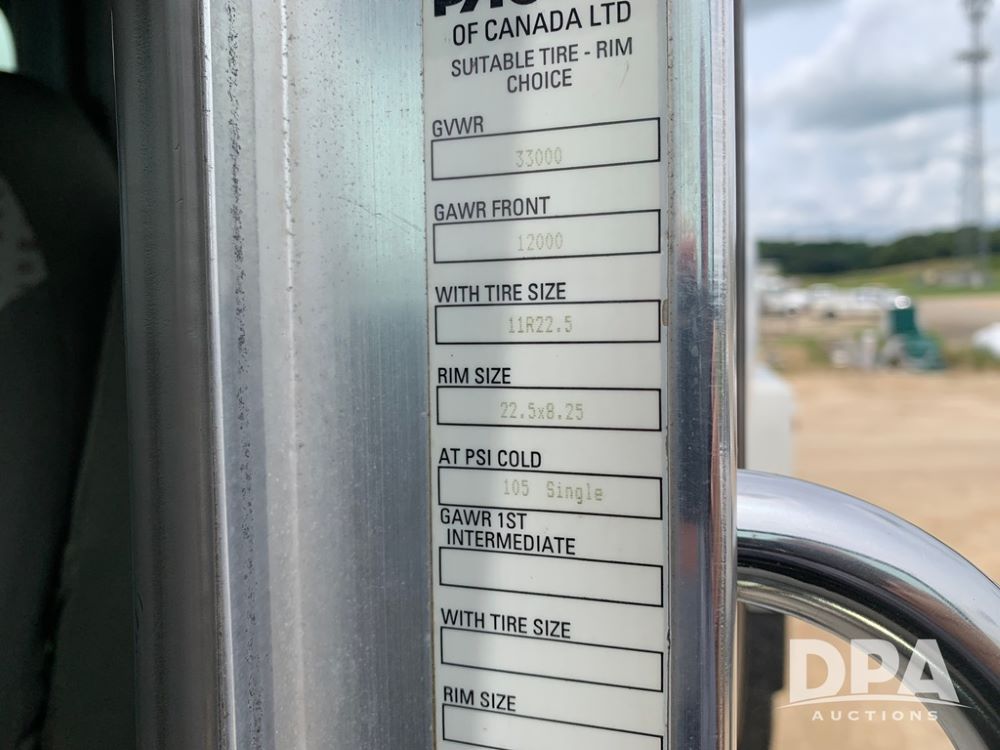 OF CANADA LTD
SUITABLE TIRE - RIM
CHOICE
GVWR
33000
GAWR FRONT
12000
WITH TIRE SIZE
11R22.5
RIM SIZE
22.5x8.25
AT PSI COLD
105 Single
GAWR 1ST
INTERMEDIATE
WITH TIRE SIZE
RIM SIZE
DPA
AUCTIONS